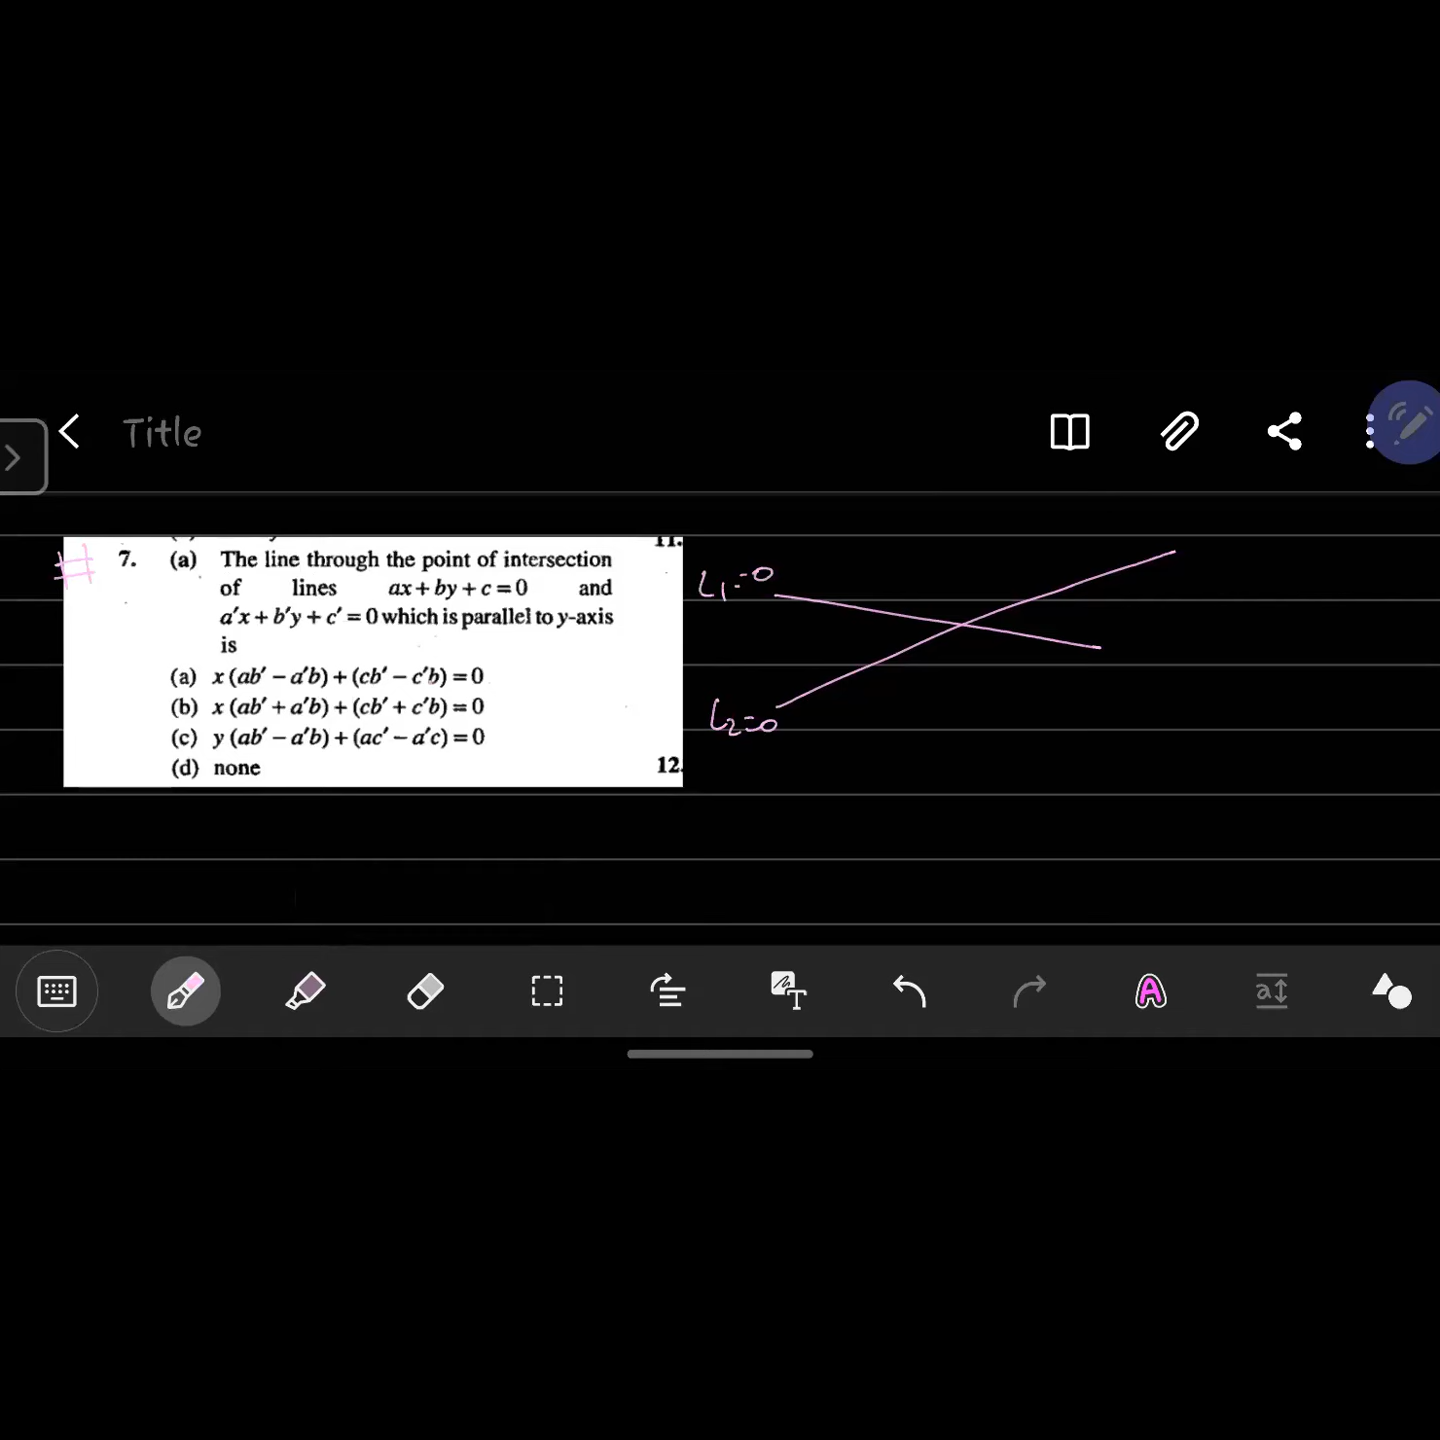 Title
11.
# 7. (a) The line through the point of intersection
of lines ax + by + c = 0 and
a′x + b′y + c′ = 0 which is parallel to y-axis
is
(a) x (ab′ − a′b) + (cb′ − c′b) = 0
(b) x (ab′ + a′b) + (cb′ + c′b) = 0
(c) y (ab′ − a′b) + (ac′ − a′c) = 0
(d) none
12.
L₁=0
L₂=0
T
A
a